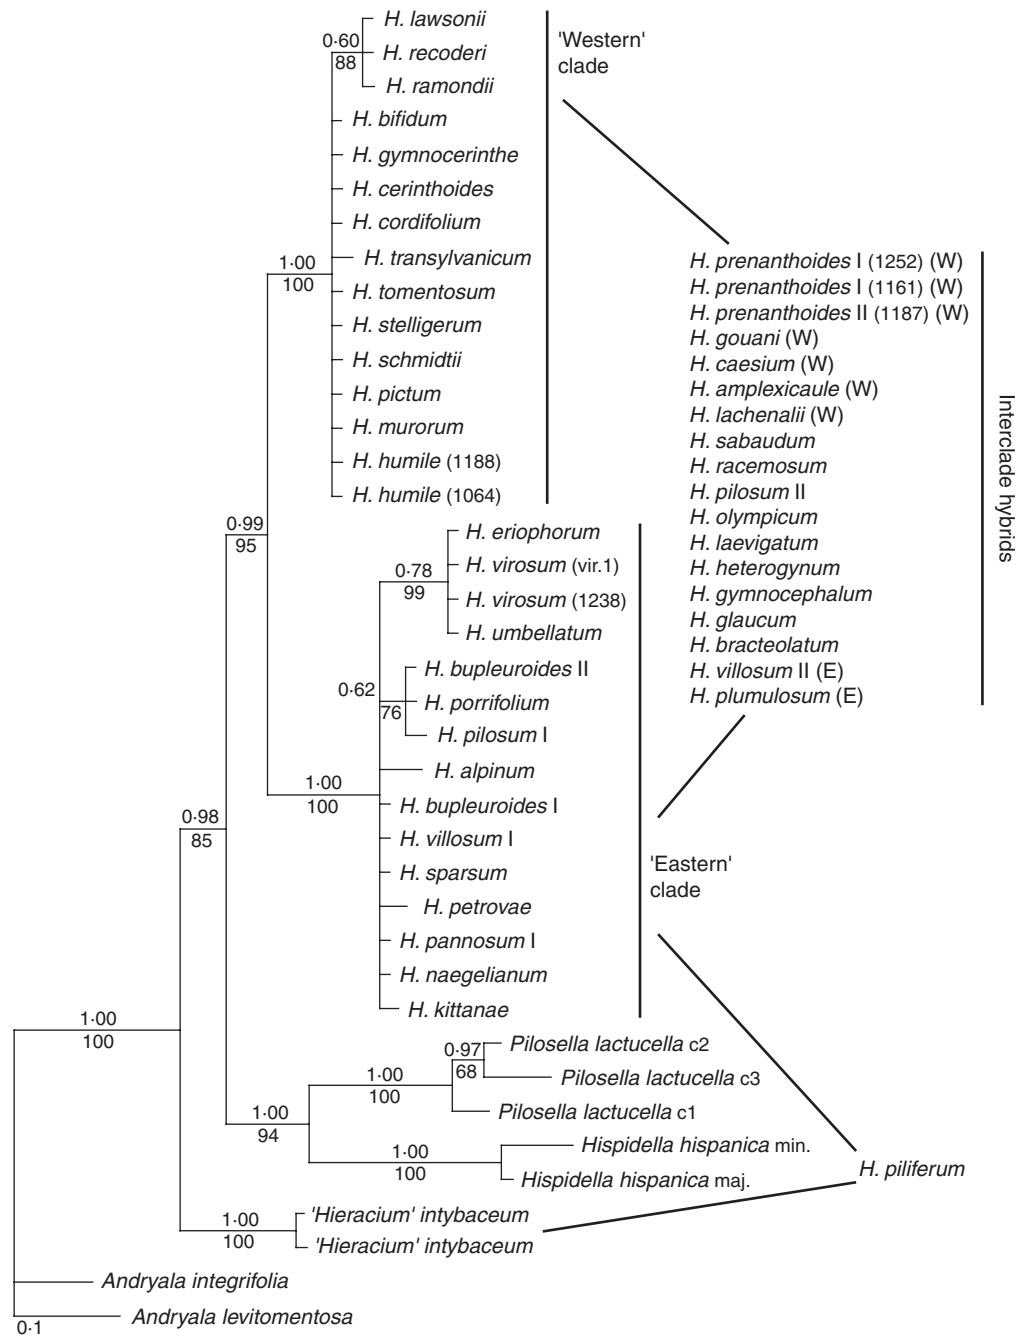 H. lawsonii
0·60
88
H. recoderi
H. ramondii
'Western'
clade
H. bifidum
H. gymnocerinthe
H. cerinthoides
H. cordifolium
H. transylvanicum
1·00
100
H. tomentosum
H. stelligerum
H. schmidtii
H. pictum
H. murorum
H. humile (1188)
H. humile (1064)
H. prenanthoides I (1252) (W)
H. prenanthoides I (1161) (W)
H. prenanthoides II (1187) (W)
H. gouani (W)
H. caesium (W)
H. amplexicaule (W)
H. lachenalii (W)
H. sabaudum
H. racemosum
H. pilosum II
H. olympicum
H. laevigatum
H. heterogynum
H. gymnocephalum
H. glaucum
H. bracteolatum
H. villosum II (E)
H. plumulosum (E)
Interclade hybrids
0·99
95
H. eriophorum
0·78
99
H. virosum (vir.1)
H. virosum (1238)
H. umbellatum
H. bupleuroides II
0·62
76
H. porrifolium
H. pilosum I
H. alpinum
1·00
100
H. bupleuroides I
H. villosum I
H. sparsum
H. petrovae
H. pannosum I
H. naegelianum
H. kittanae
'Eastern'
clade
0·98
85
1·00
100
Pilosella lactucella c2
0·97
68
Pilosella lactucella c3
1·00
100
Pilosella lactucella c1
1·00
94
Hispidella hispanica min.
1·00
100
Hispidella hispanica maj.
H. piliferum
'Hieracium' intybaceum
1·00
100
'Hieracium' intybaceum
Andryala integrifolia
Andryala levitomentosa
0·1